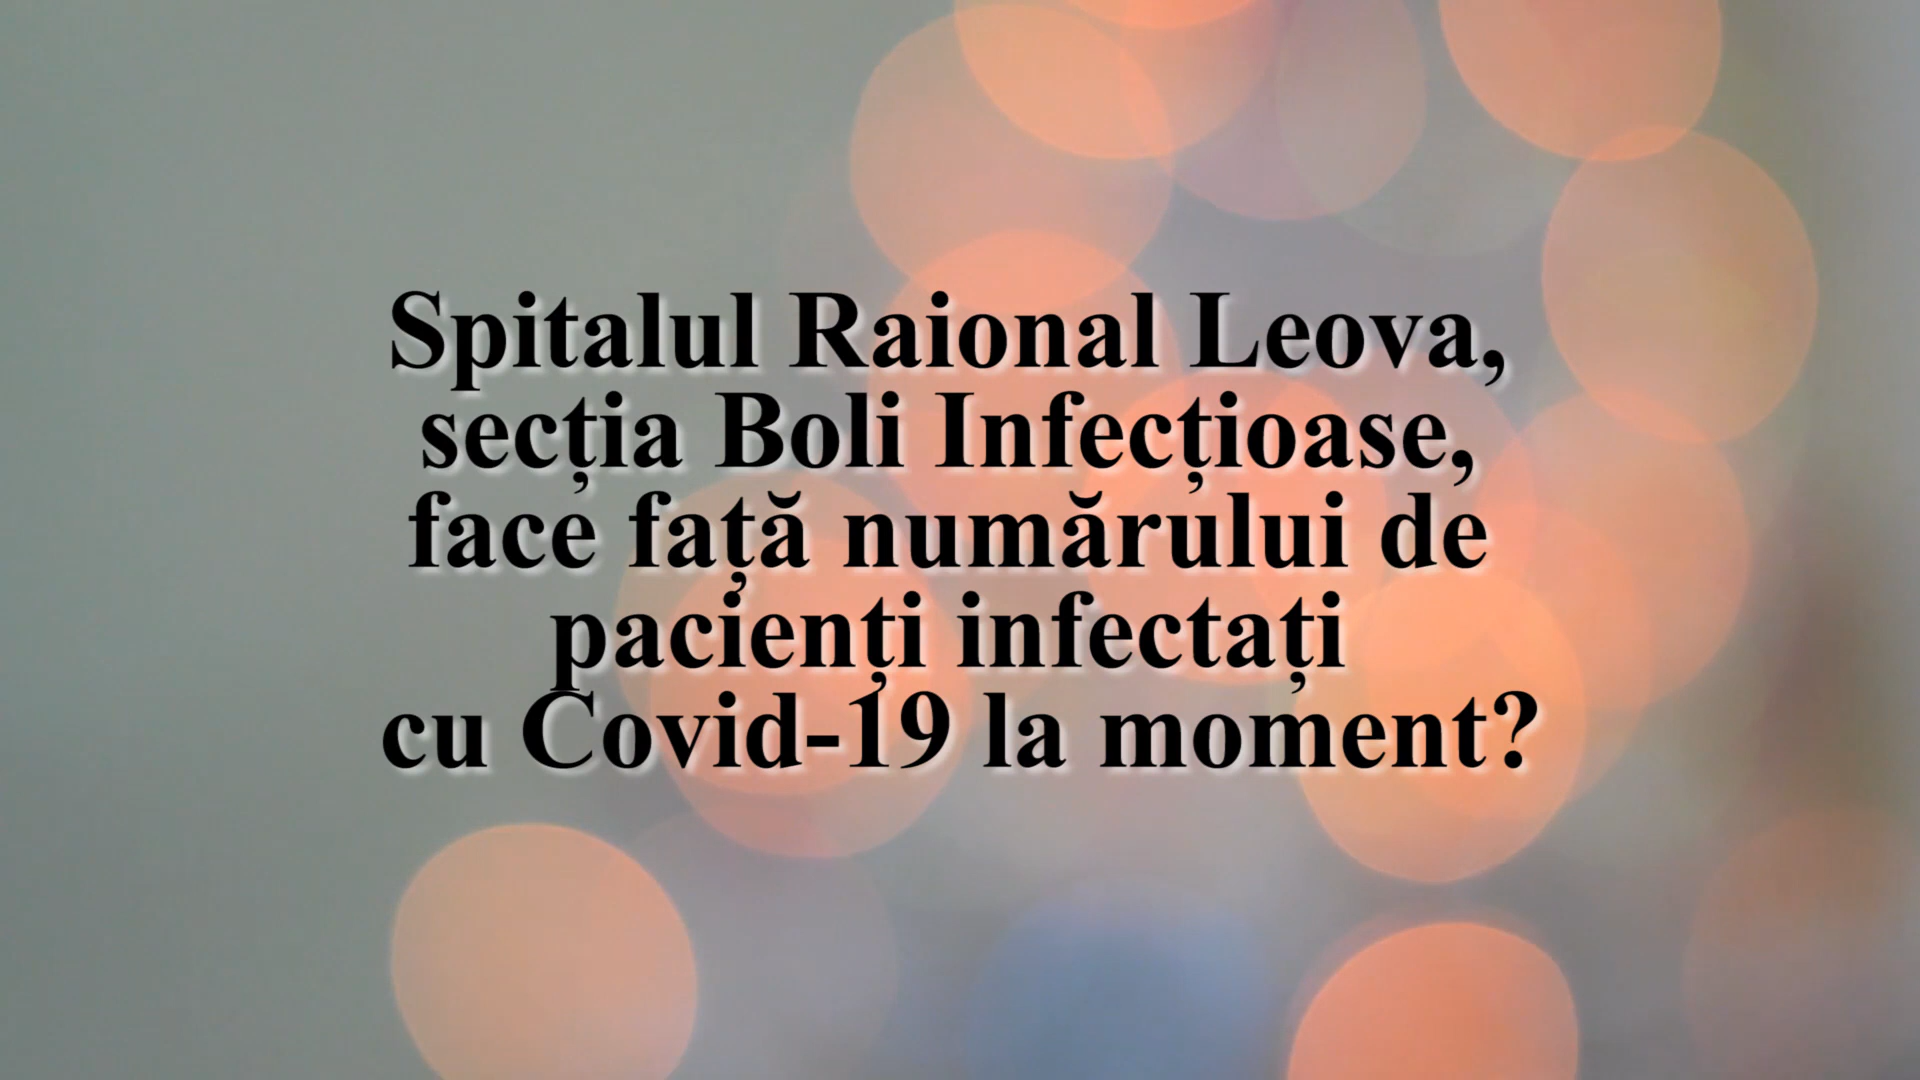 Spitalul Raional Leova,
secția Boli Infecțioase,
face față numărului de
pacienți infectați
cu Covid-19 la moment?